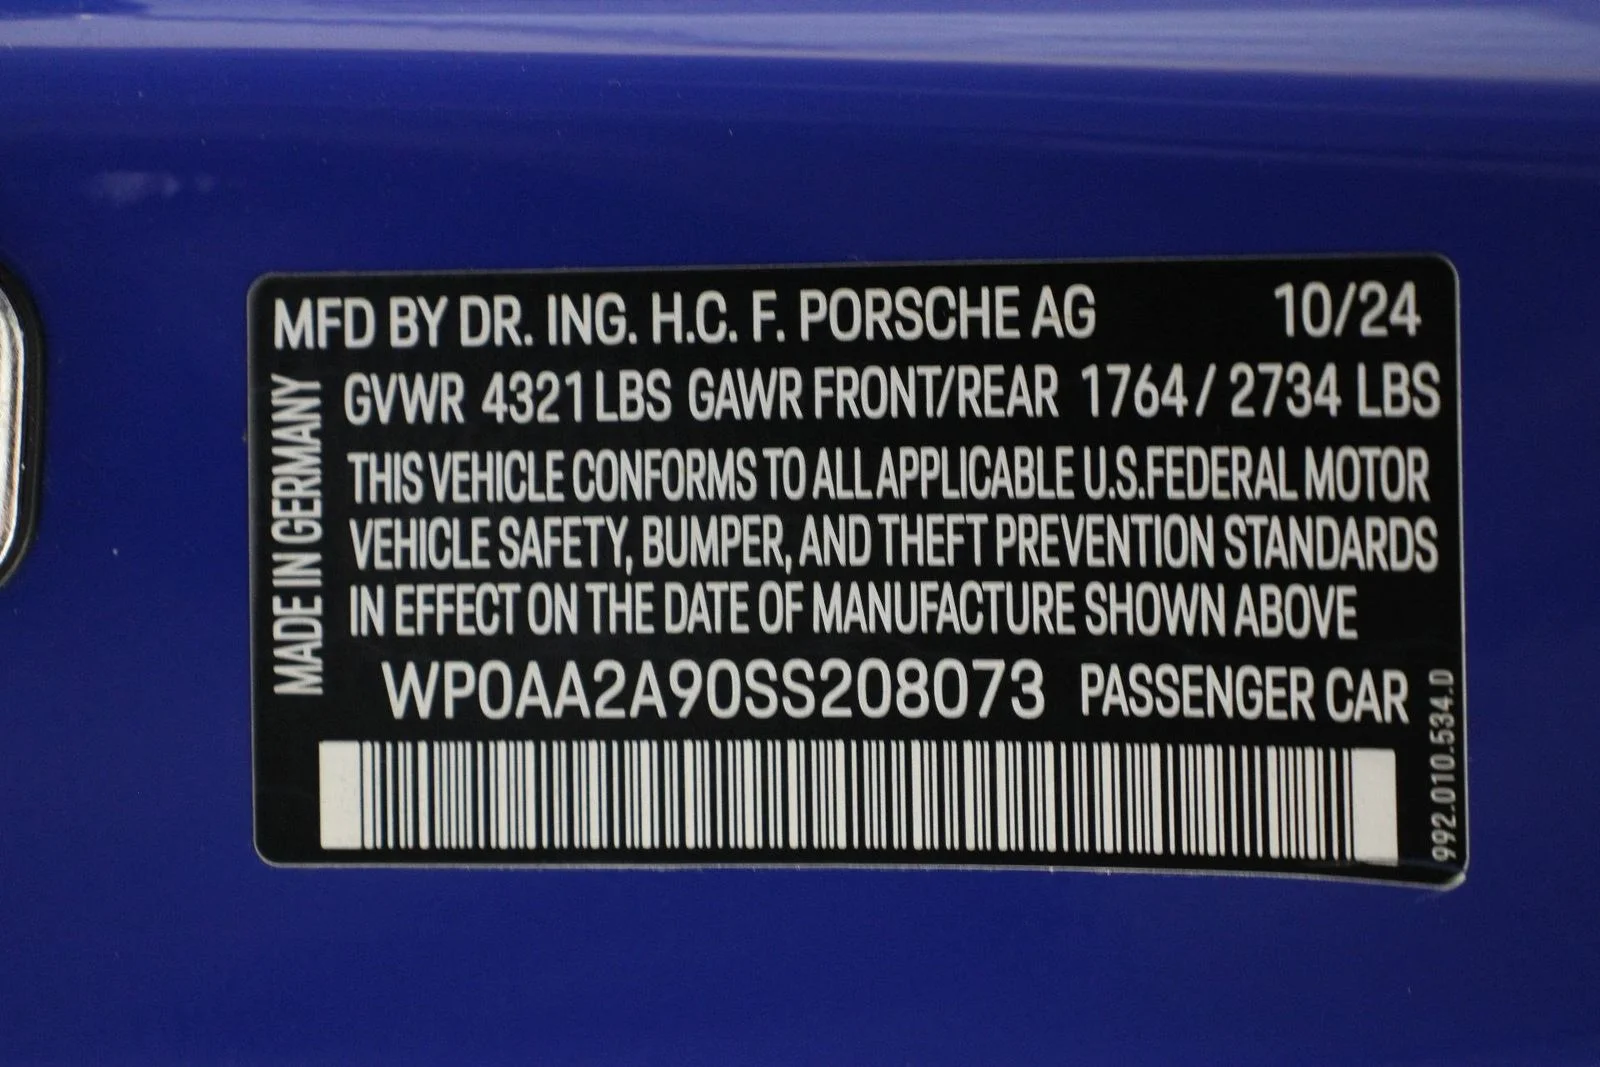 MFD BY DR. ING. H.C. F. PORSCHE AG 10/24
GVWR 4321 LBS GAWR FRONT/REAR 1764 / 2734 LBS
THIS VEHICLE CONFORMS TO ALL APPLICABLE U.S.FEDERAL MOTOR
VEHICLE SAFETY, BUMPER, AND THEFT PREVENTION STANDARDS
IN EFFECT ON THE DATE OF MANUFACTURE SHOWN ABOVE
WP0AA2A90SS208073 PASSENGER CAR
MADE IN GERMANY
992.010.534.D